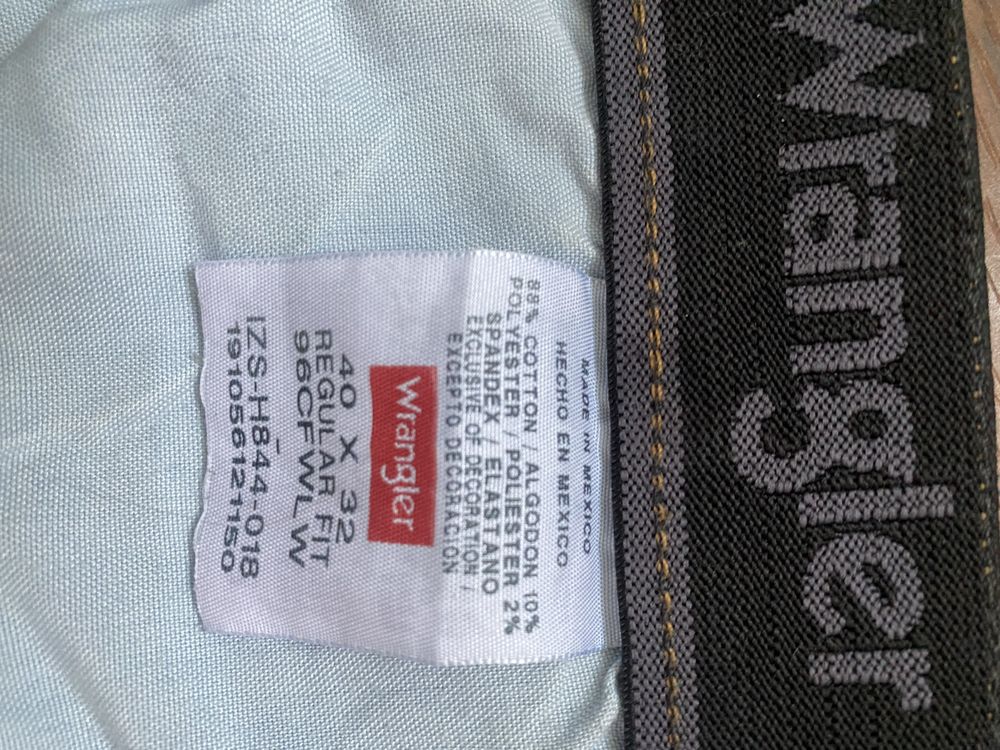 Wrangler
MADE IN MEXICO
HECHO EN MEXICO
88% COTTON / ALGODON 10%
POLYESTER / POLIESTER 2%
SPANDEX / ELASTANO
EXCLUSIVE OF DECORATION /
EXCEPTO DECORACION
Wrangler
40 X 32
REGULAR FIT
96CFWLW
IZS-H844-018
191056121150